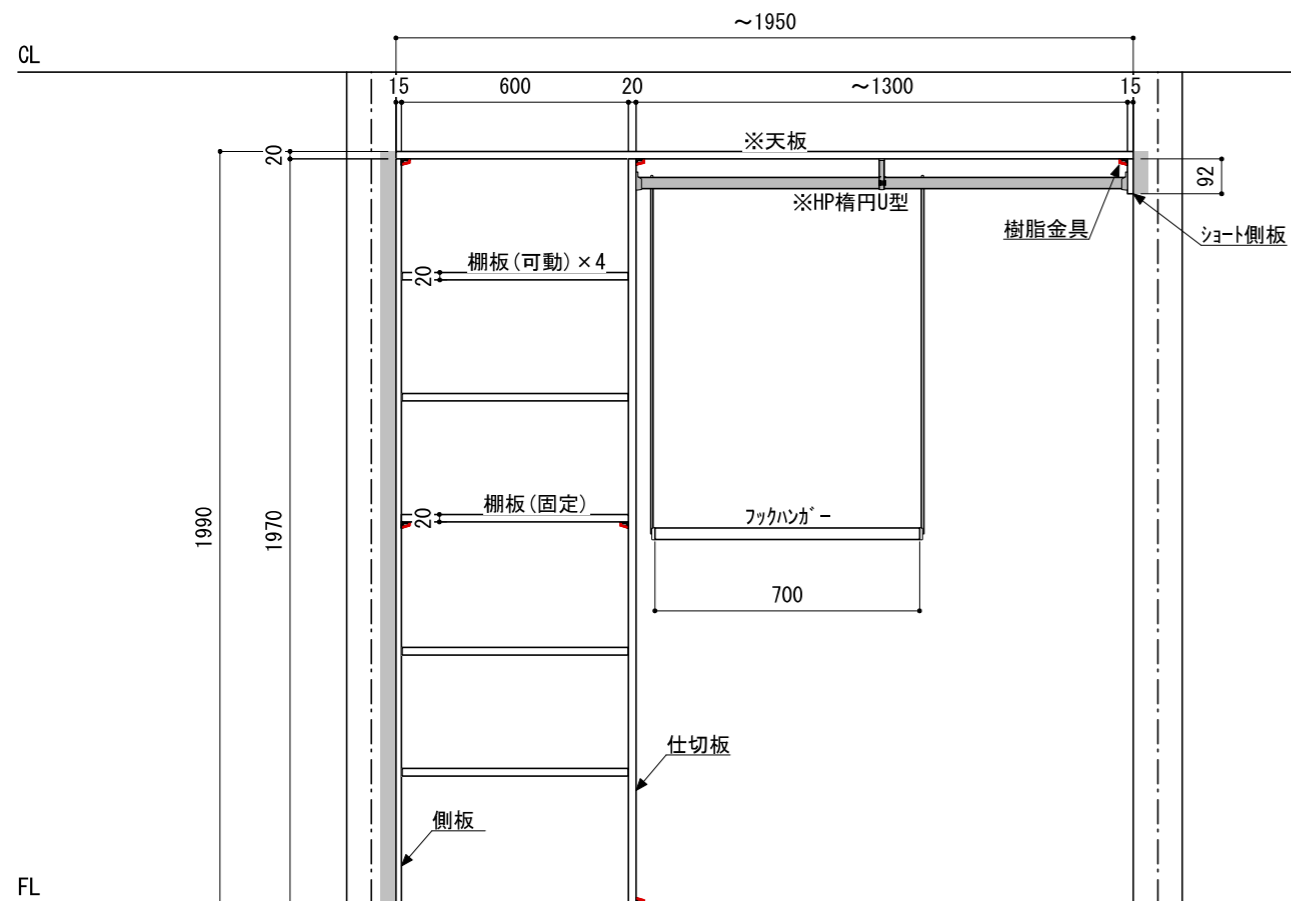 ~1950
CL
15 600 20 ~1300 15
20
※天板
92
※HP楕円U型
樹脂金具
ｼｮｰﾄ側板
20
棚板(可動)×4
1990
1970
20
棚板(固定)
ﾌｯｸﾊﾝｶﾞｰ
700
仕切板
側板
FL